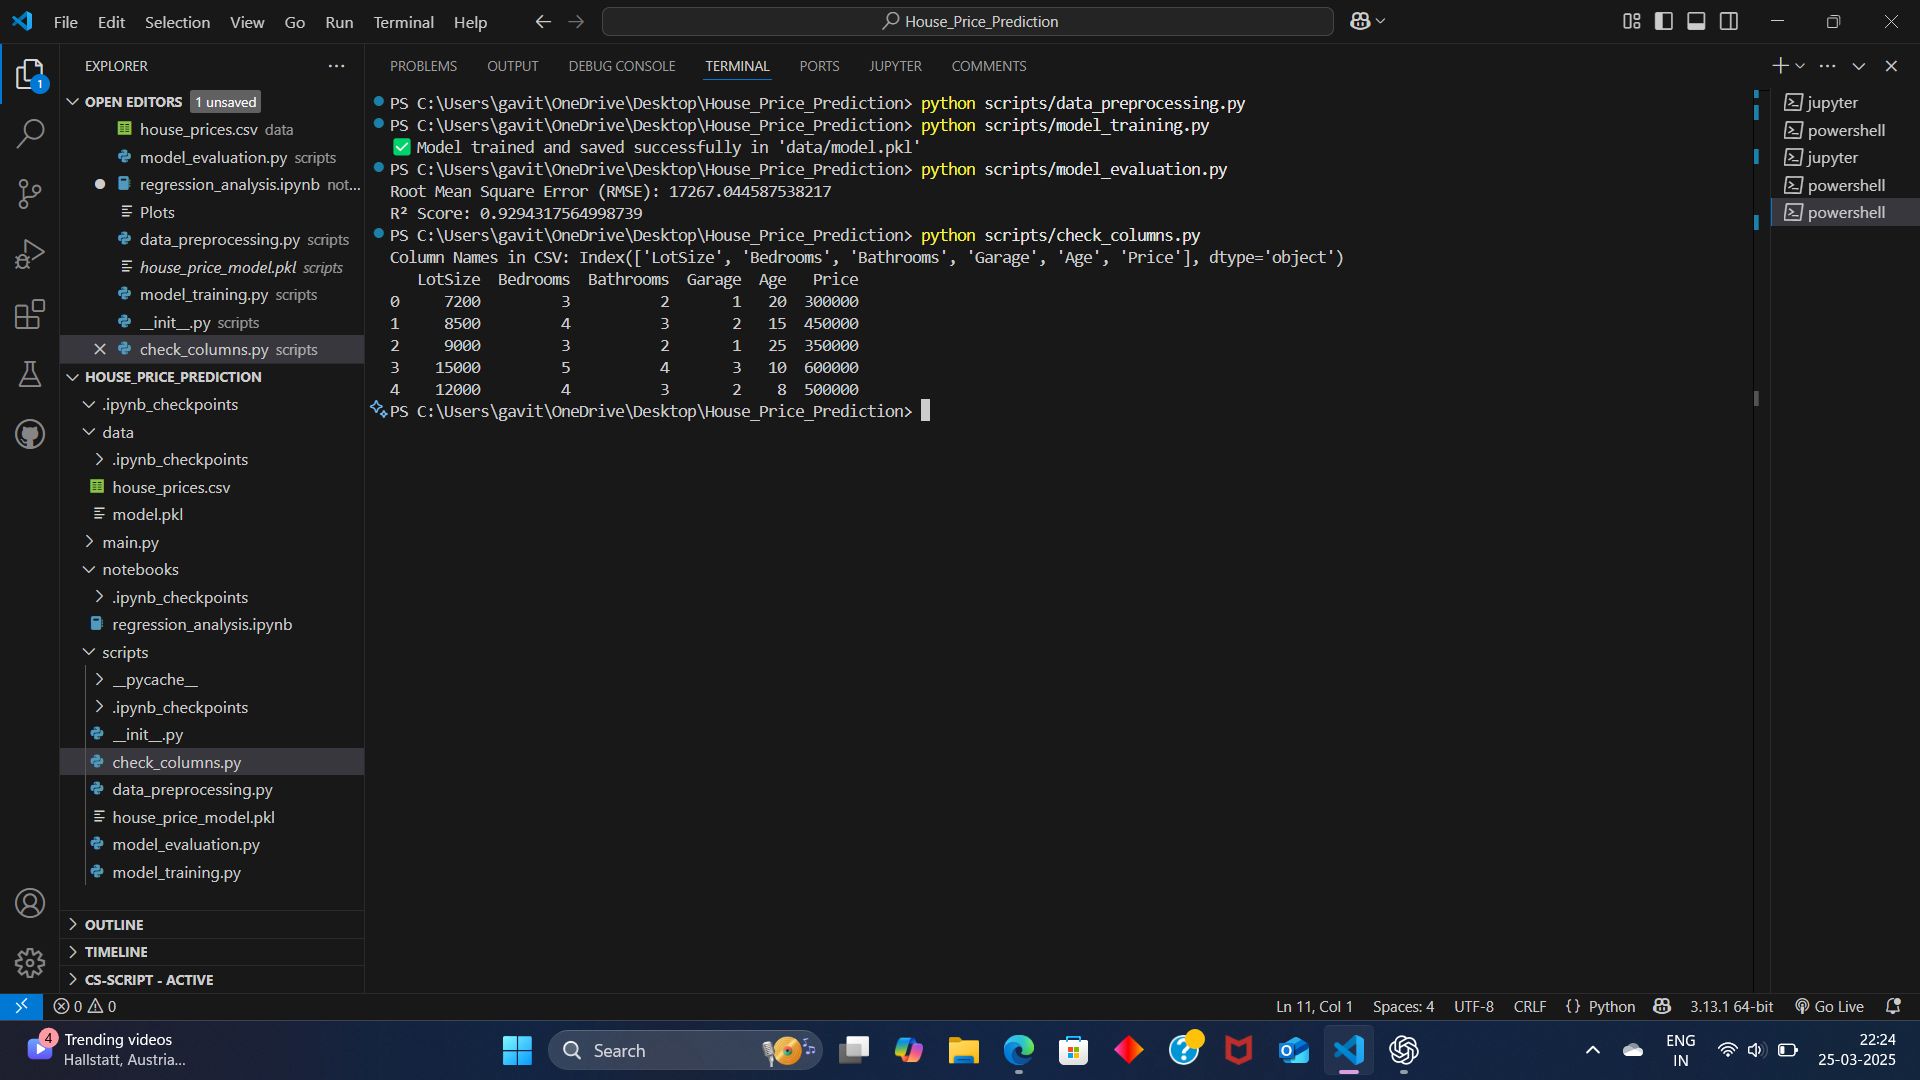 File Edit Selection View Go Run Terminal Help
House_Price_Prediction
EXPLORER
OPEN EDITORS 1 unsaved
house_prices.csv data
model_evaluation.py scripts
regression_analysis.ipynb not...
Plots
data_preprocessing.py scripts
house_price_model.pkl scripts
model_training.py scripts
__init__.py scripts
check_columns.py scripts
HOUSE_PRICE_PREDICTION
.ipynb_checkpoints
data
.ipynb_checkpoints
house_prices.csv
model.pkl
main.py
notebooks
.ipynb_checkpoints
regression_analysis.ipynb
scripts
__pycache__
.ipynb_checkpoints
__init__.py
check_columns.py
data_preprocessing.py
house_price_model.pkl
model_evaluation.py
model_training.py
OUTLINE
TIMELINE
CS-SCRIPT - ACTIVE
1
PROBLEMS OUTPUT DEBUG CONSOLE TERMINAL PORTS JUPYTER COMMENTS
PS C:\Users\gavit\OneDrive\Desktop\House_Price_Prediction> python scripts/data_preprocessing.py
PS C:\Users\gavit\OneDrive\Desktop\House_Price_Prediction> python scripts/model_training.py
✅ Model trained and saved successfully in 'data/model.pkl'
PS C:\Users\gavit\OneDrive\Desktop\House_Price_Prediction> python scripts/model_evaluation.py
Root Mean Square Error (RMSE): 17267.044587538217
R² Score: 0.9294317564998739
PS C:\Users\gavit\OneDrive\Desktop\House_Price_Prediction> python scripts/check_columns.py
Column Names in CSV: Index(['LotSize', 'Bedrooms', 'Bathrooms', 'Garage', 'Age', 'Price'], dtype='object')
LotSize Bedrooms Bathrooms Garage Age Price
0 7200 3 2 1 20 300000
1 8500 4 3 2 15 450000
2 9000 3 2 1 25 350000
3 15000 5 4 3 10 600000
4 12000 4 3 2 8 500000
PS C:\Users\gavit\OneDrive\Desktop\House_Price_Prediction>
jupyter
powershell
jupyter
powershell
powershell
0 0
Ln 11, Col 1 Spaces: 4 UTF-8 CRLF {} Python 3.13.1 64-bit Go Live
4
Trending videos
Hallstatt, Austria...
Search
ENG
IN
22:24
25-03-2025